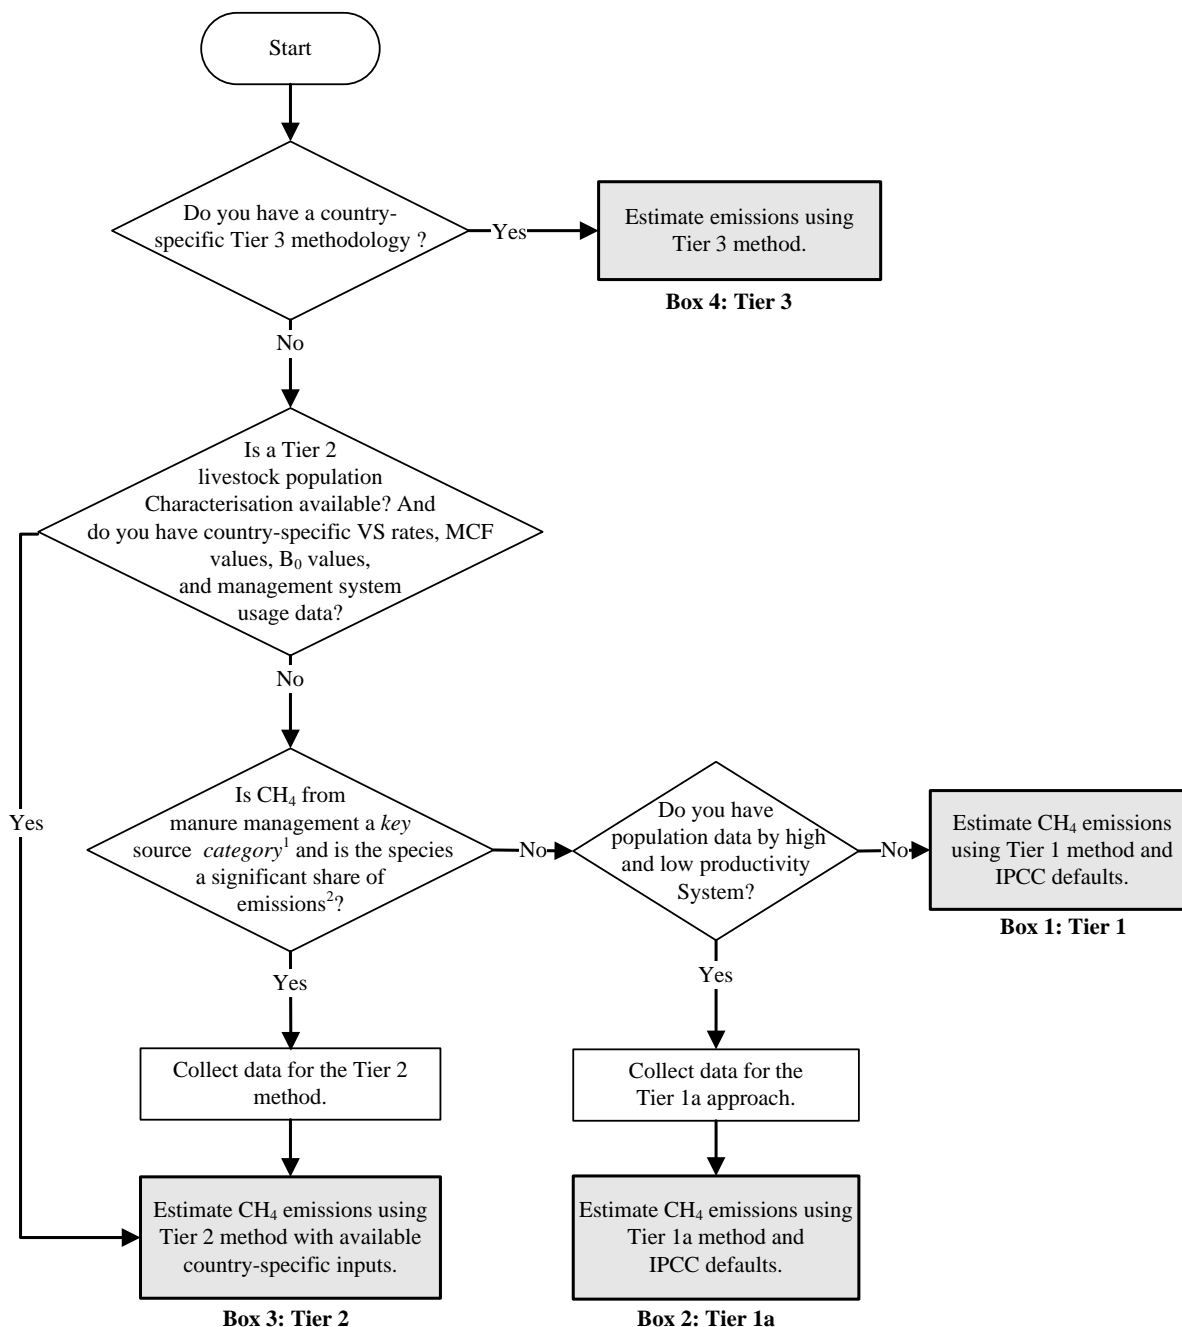 Start
Do you have a country-
specific Tier 3 methodology ?
Yes
Estimate emissions using
Tier 3 method.
Box 4: Tier 3
No
Is a Tier 2
livestock population
Characterisation available? And
do you have country-specific VS rates, MCF
values, B₀ values,
and management system
usage data?
No
Yes
Is CH₄ from
manure management a key
source category¹ and is the species
a significant share of
emissions²?
No
Do you have
population data by high
and low productivity
System?
No
Estimate CH₄ emissions
using Tier 1 method and
IPCC defaults.
Box 1: Tier 1
Yes
Yes
Collect data for the Tier 2
method.
Collect data for the
Tier 1a approach.
Estimate CH₄ emissions using
Tier 2 method with available
country-specific inputs.
Box 3: Tier 2
Estimate CH₄ emissions using
Tier 1a method and
IPCC defaults.
Box 2: Tier 1a